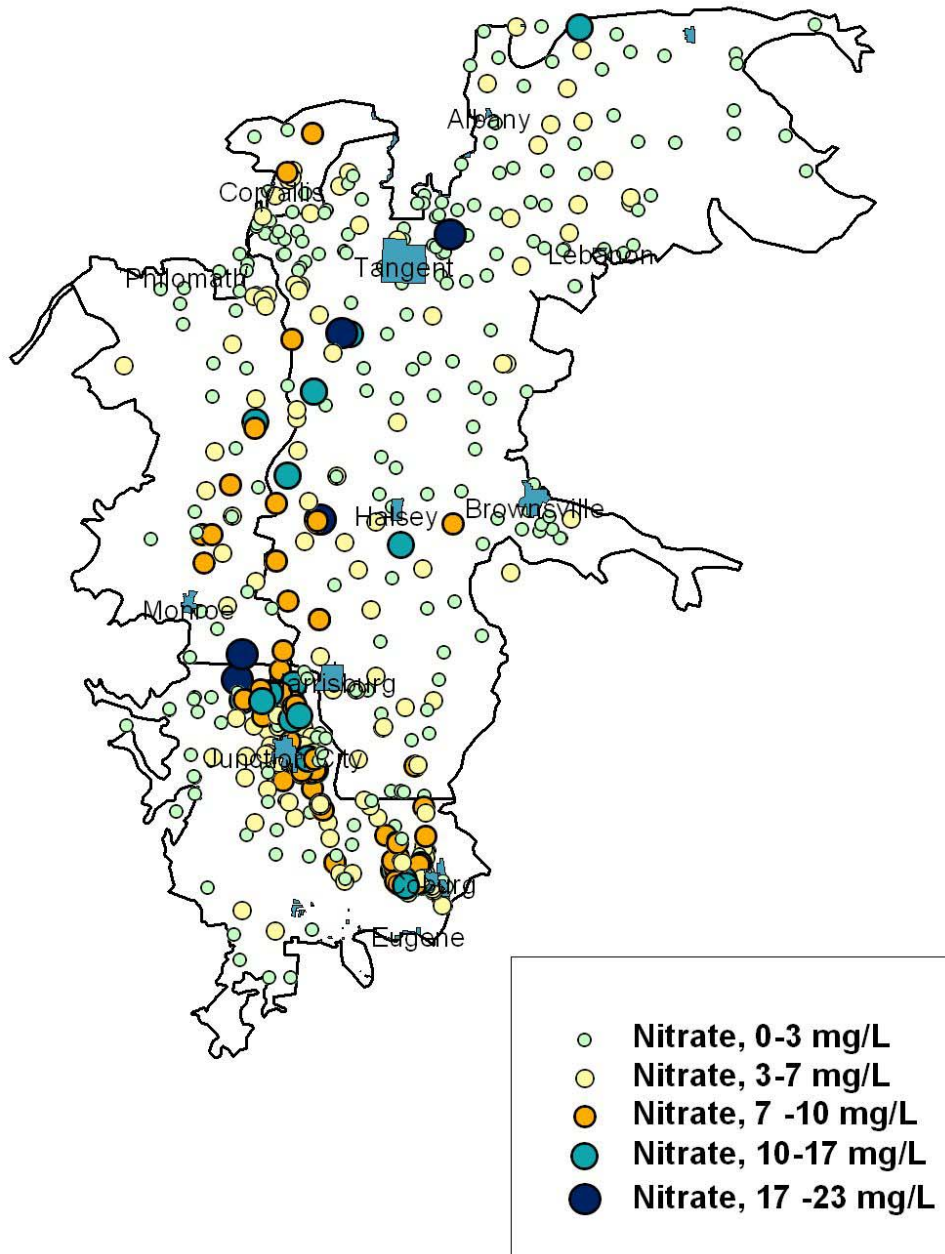 Albany
Corvallis
Tangent
Philomath
Halsey
Brownsville
Monroe
Harrisburg
Junction City
Coburg
Eugene
Nitrate, 0-3 mg/L
Nitrate, 3-7 mg/L
Nitrate, 7 -10 mg/L
Nitrate, 10-17 mg/L
Nitrate, 17 -23 mg/L